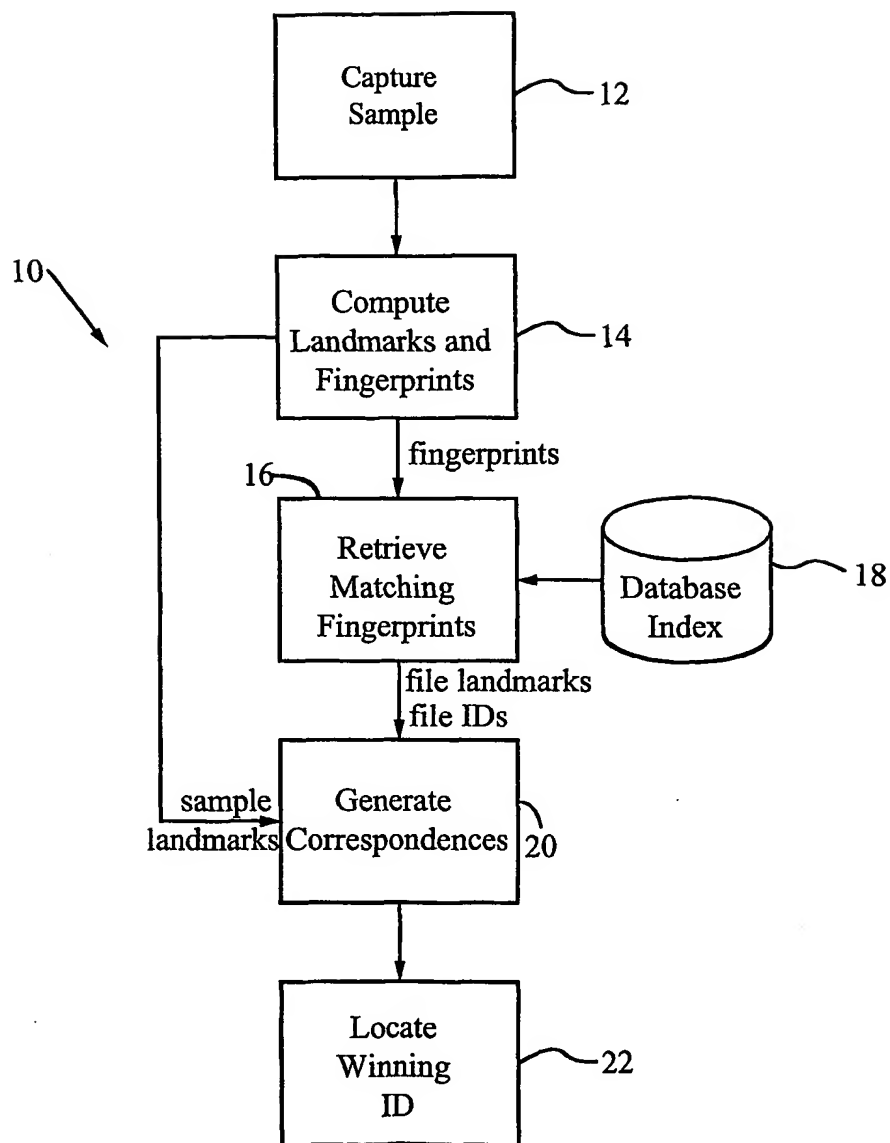 Capture
Sample
12
10
Compute
Landmarks and
Fingerprints
14
fingerprints
16
Retrieve
Matching
Fingerprints
Database
Index
18
file landmarks
file IDs
sample
landmarks
Generate
Correspondences
20
Locate
Winning
ID
22